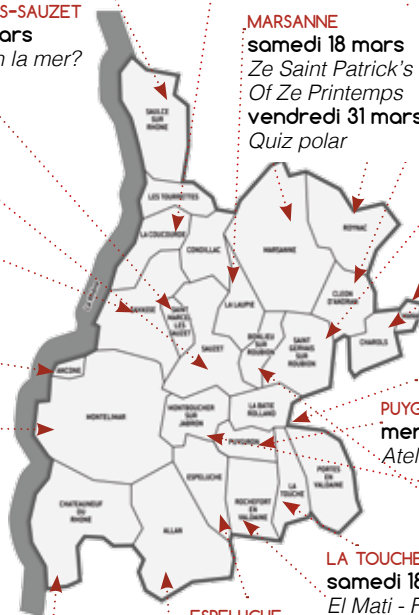 S-SAUZET
ars
n la mer?
MARSANNE
samedi 18 mars
Ze Saint Patrick's
Of Ze Printemps
vendredi 31 mars
Quiz polar
SAULCE
SUR
RHÔNE
LES TOURRETTES
LA COUCOURDE
CONDILLAC
MARSANNE
ROYNAC
CLEON
D'ANDRAN
CHAROLS
LA LAUPIE
SAINT
MARCEL
LES
SAUZET
SAUZET
BONLIEU
SUR
ROUBION
SAINT
GERVAIS
SUR
ROUBION
ANCONE
MONTELIMAR
MONTBOUCHER
SUR
JABRON
LA BATIE
ROLLAND
PUYGIRON
PUYG
mer
Atel
ESPELUCHE
ROCHEFORT
EN
VALDAINE
LA
TOUCHE
PORTES
EN
VALDAINE
CHATEAUNEUF
DU
RHÔNE
ALLAN
LA TOUCHE
samedi 18
El Mati - F
ESPELUCHE